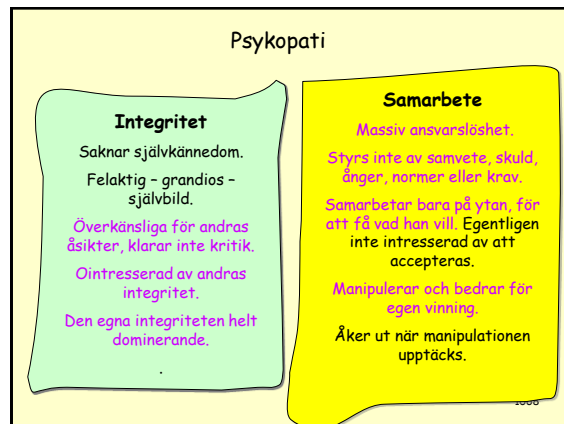 Psykopati
Integritet
Saknar självkännedom.
Felaktig – grandios –
självbild.
Överkänsliga för andras
åsikter, klarar inte kritik.
Ointresserad av andras
integritet.
Den egna integriteten helt
dominerande.
.
Samarbete
Massiv ansvarslöshet.
Styrs inte av samvete, skuld,
ånger, normer eller krav.
Samarbetar bara på ytan, för
att få vad han vill. Egentligen
inte intresserad av att
accepteras.
Manipulerar och bedrar för
egen vinning.
Åker ut när manipulationen
upptäcks.